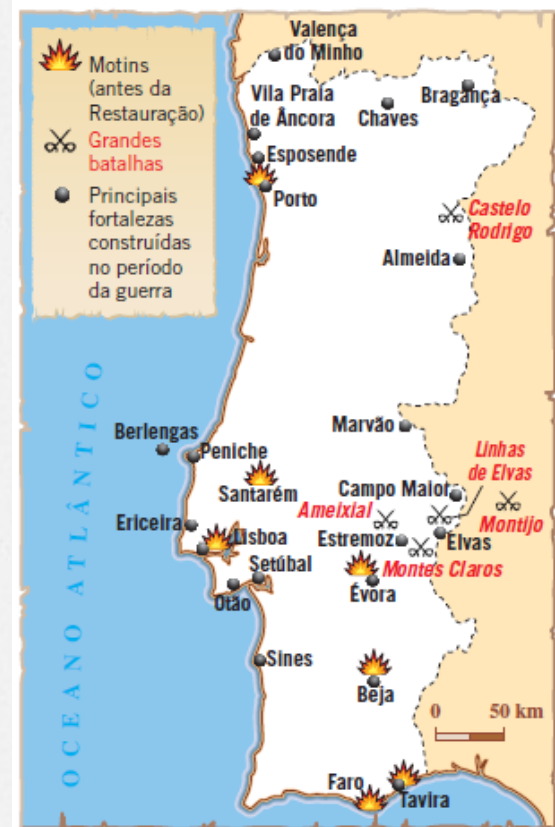 Motins
(antes da
Restauração)
Grandes
batalhas
Principais
fortalezas
construídas
no período
da guerra
Valença
do Minho
Bragança
Chaves
Vila Praia
de Âncora
Esposende
Porto
Castelo
Rodrigo
Almeida
OCEANO ATLÂNTICO
Marvão
Berlengas
Peniche
Linhas
de Elvas
Santarém
Campo Maior
Ameixial
Montijo
Ericeira
Lisboa
Estremoz
Elvas
Montes Claros
Setúbal
Évora
Otão
Sines
Beja
0 50 km
Faro
Tavira